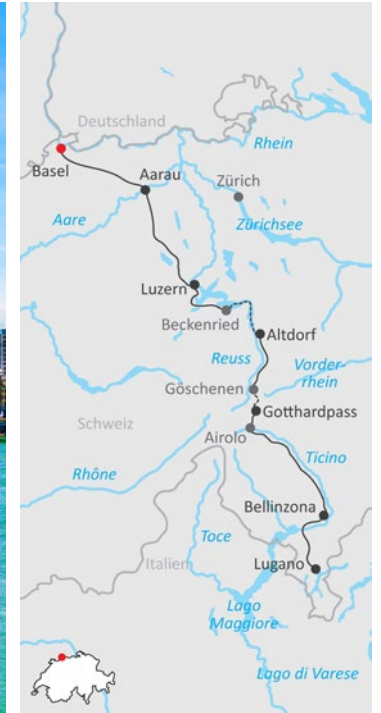 Deutschland
Rhein
Basel
Aarau
Zürich
Aare
Zürichsee
Luzern
Beckenried
Altdorf
Reuss
Vorder-
rhein
Göschenen
Gotthardpass
Schweiz
Airolo
Ticino
Rhône
Bellinzona
Toce
Italien
Lugano
Lago
Maggiore
Lago di Varese